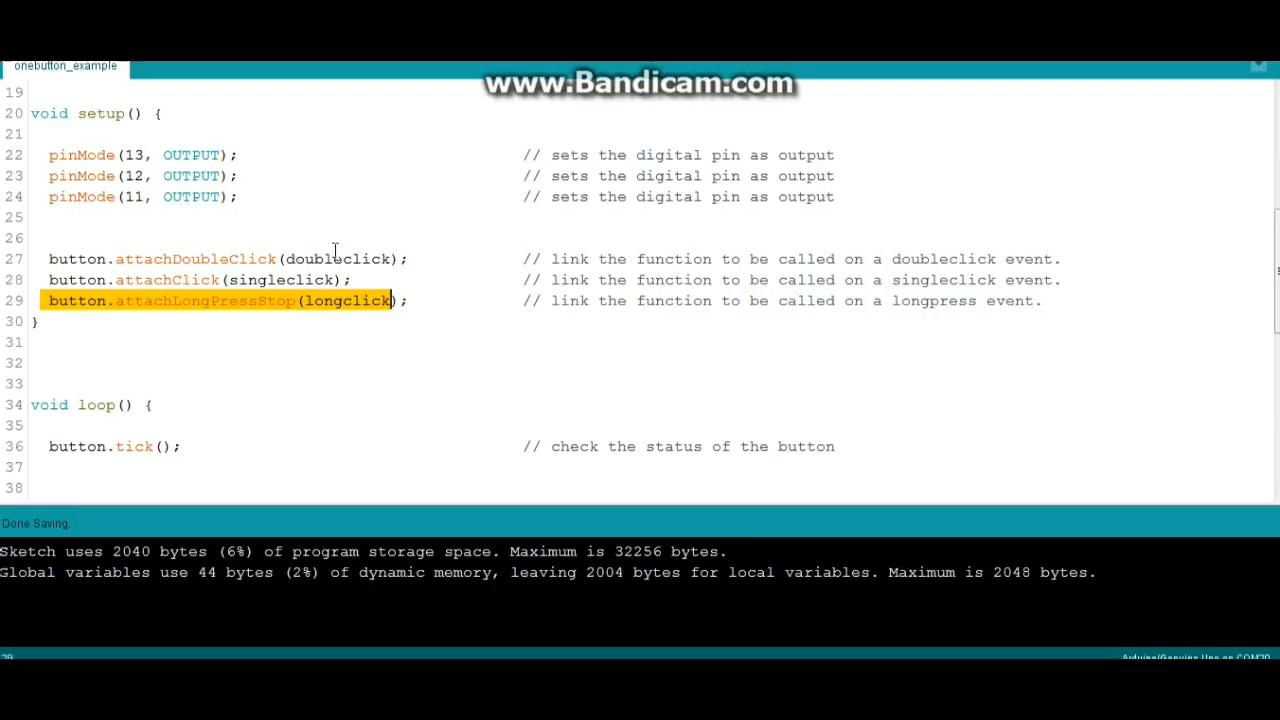 www.Bandicam.com
onebutton_example
19
20 void setup() {
21
22 pinMode(13, OUTPUT); // sets the digital pin as output
23 pinMode(12, OUTPUT); // sets the digital pin as output
24 pinMode(11, OUTPUT); // sets the digital pin as output
25
26
27 button.attachDoubleClick(doubleclick); // link the function to be called on a doubleclick event.
28 button.attachClick(singleclick); // link the function to be called on a singleclick event.
29 button.attachLongPressStop(longclick); // link the function to be called on a longpress event.
30 }
31
32
33
34 void loop() {
35
36 button.tick(); // check the status of the button
37
38
Done Saving.
Sketch uses 2040 bytes (6%) of program storage space. Maximum is 32256 bytes.
Global variables use 44 bytes (2%) of dynamic memory, leaving 2004 bytes for local variables. Maximum is 2048 bytes.
29 Arduino/Genuino Uno on COM20